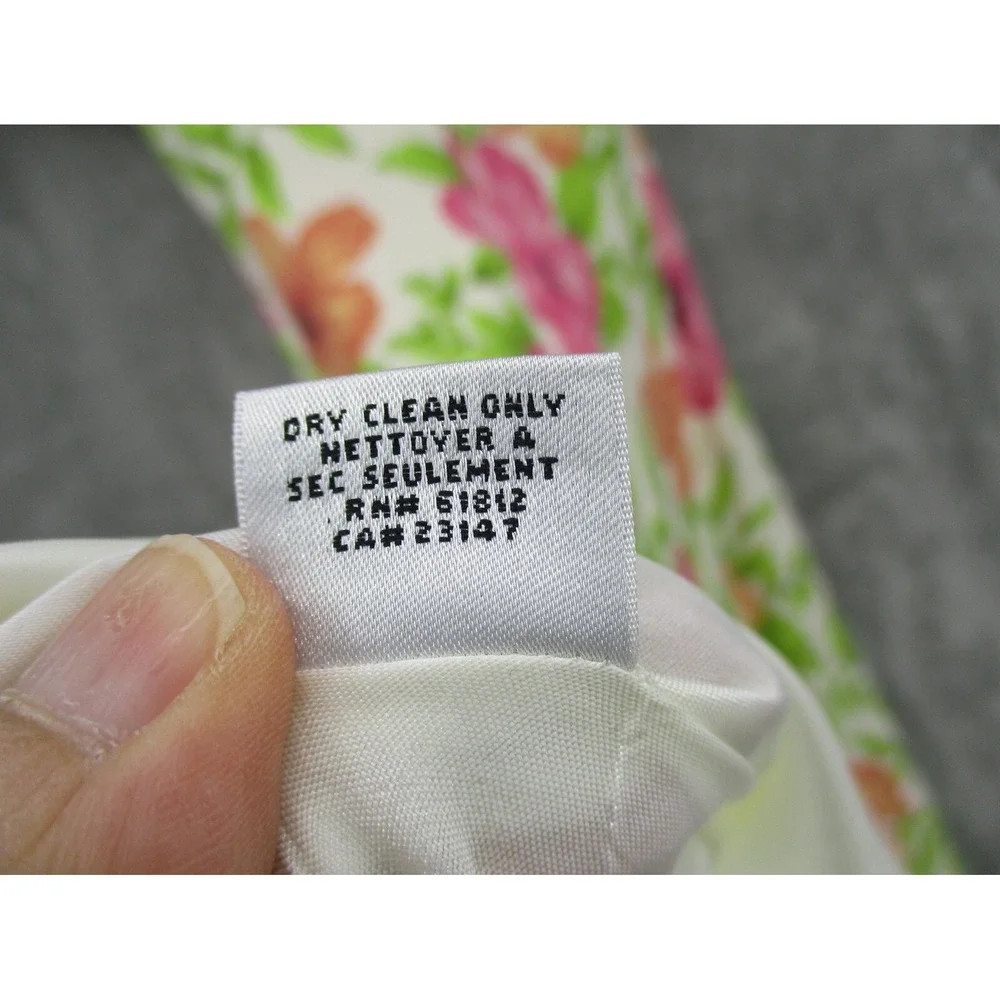 DRY CLEAN ONLY
NETTOYER A
SEC SEULEMENT
RN# 61812
CA# 23147